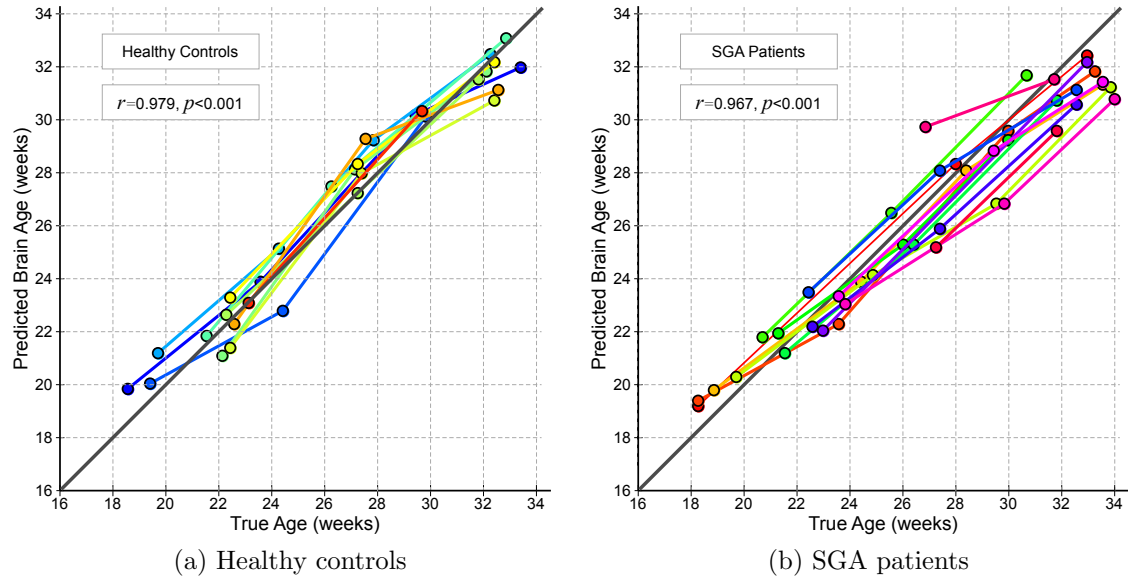 Healthy Controls
r=0.979, p<0.001
Predicted Brain Age (weeks)
34
32
30
28
26
24
22
20
18
16
16 20 22 24 26 28 30 32 34
True Age (weeks)
(a) Healthy controls
SGA Patients
r=0.967, p<0.001
Predicted Brain Age (weeks)
34
32
30
28
26
24
22
20
18
16
16 20 22 24 26 28 30 32 34
True Age (weeks)
(b) SGA patients